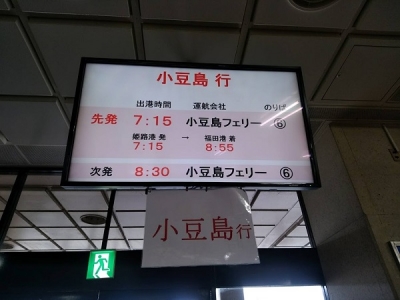 小豆島 行
出港時間 運航会社 のりば
先発 7:15 小豆島フェリー ⑥
姫路港 発 → 福田港 着
7:15 8:55
次発 8:30 小豆島フェリー ⑥
小豆島行